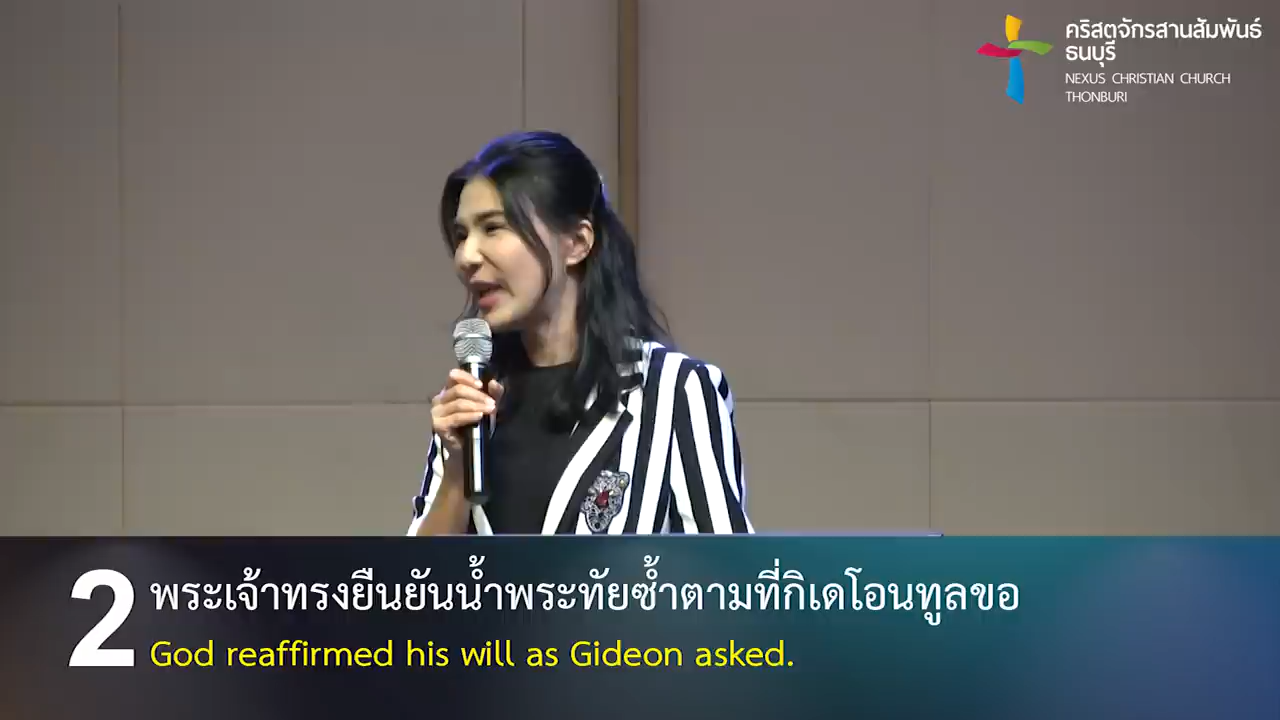 คริสตจักรสานสัมพันธ์
ธนบุรี
NEXUS CHRISTIAN CHURCH
THONBURI
2
พระเจ้าทรงยืนยันน้ำพระทัยซ้ำตามที่กิเดโอนทูลขอ
God reaffirmed his will as Gideon asked.